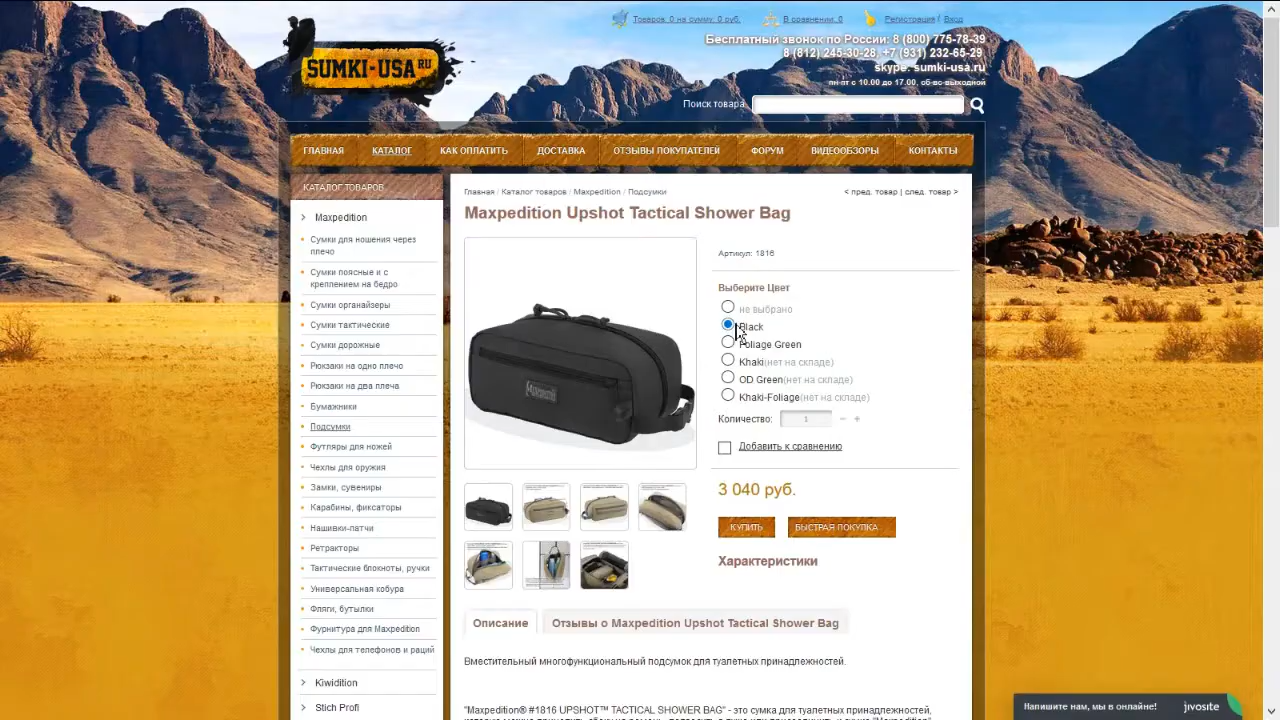 Товаров: 0 на сумму: 0 руб.
В сравнении: 0
Регистрация / Вход
SUMKI-USA.RU
Бесплатный звонок по России: 8 (800) 775-78-39
8 (812) 245-30-28, +7 (931) 232-65-29
skype: sumki-usa.ru
пн-пт с 10.00 до 17.00, сб-вс-выходной
Поиск товара
ГЛАВНАЯ КАТАЛОГ КАК ОПЛАТИТЬ ДОСТАВКА ОТЗЫВЫ ПОКУПАТЕЛЕЙ ФОРУМ ВИДЕООБЗОРЫ КОНТАКТЫ
КАТАЛОГ ТОВАРОВ
Maxpedition
Сумки для ношения через
плечо
Сумки поясные и с
креплением на бедро
Сумки органайзеры
Сумки тактические
Сумки дорожные
Рюкзаки на одно плечо
Рюкзаки на два плеча
Бумажники
Подсумки
Футляры для ножей
Чехлы для оружия
Замки, сувениры
Карабины, фиксаторы
Нашивки-патчи
Ретракторы
Тактические блокноты, ручки
Универсальная кобура
Фляги, бутылки
Фурнитура для Maxpedition
Чехлы для телефонов и раций
Kiwidition
Stich Profi
Главная / Каталог товаров / Maxpedition / Подсумки
< пред. товар | след. товар >
Maxpedition Upshot Tactical Shower Bag
Артикул: 1816
Выберите Цвет
не выбрано
Black
Foliage Green
Khaki(нет на складе)
OD Green(нет на складе)
Khaki-Foliage(нет на складе)
Количество: 1 − +
Добавить к сравнению
3 040 руб.
КУПИТЬ
БЫСТРАЯ ПОКУПКА
Характеристики
Описание
Отзывы о Maxpedition Upshot Tactical Shower Bag
Вместительный многофункциональный подсумок для туалетных принадлежностей.
"Maxpedition® #1816 UPSHOT™ TACTICAL SHOWER BAG" - это сумка для туалетных принадлежностей,
Напишите нам, мы в онлайне!
jivosite